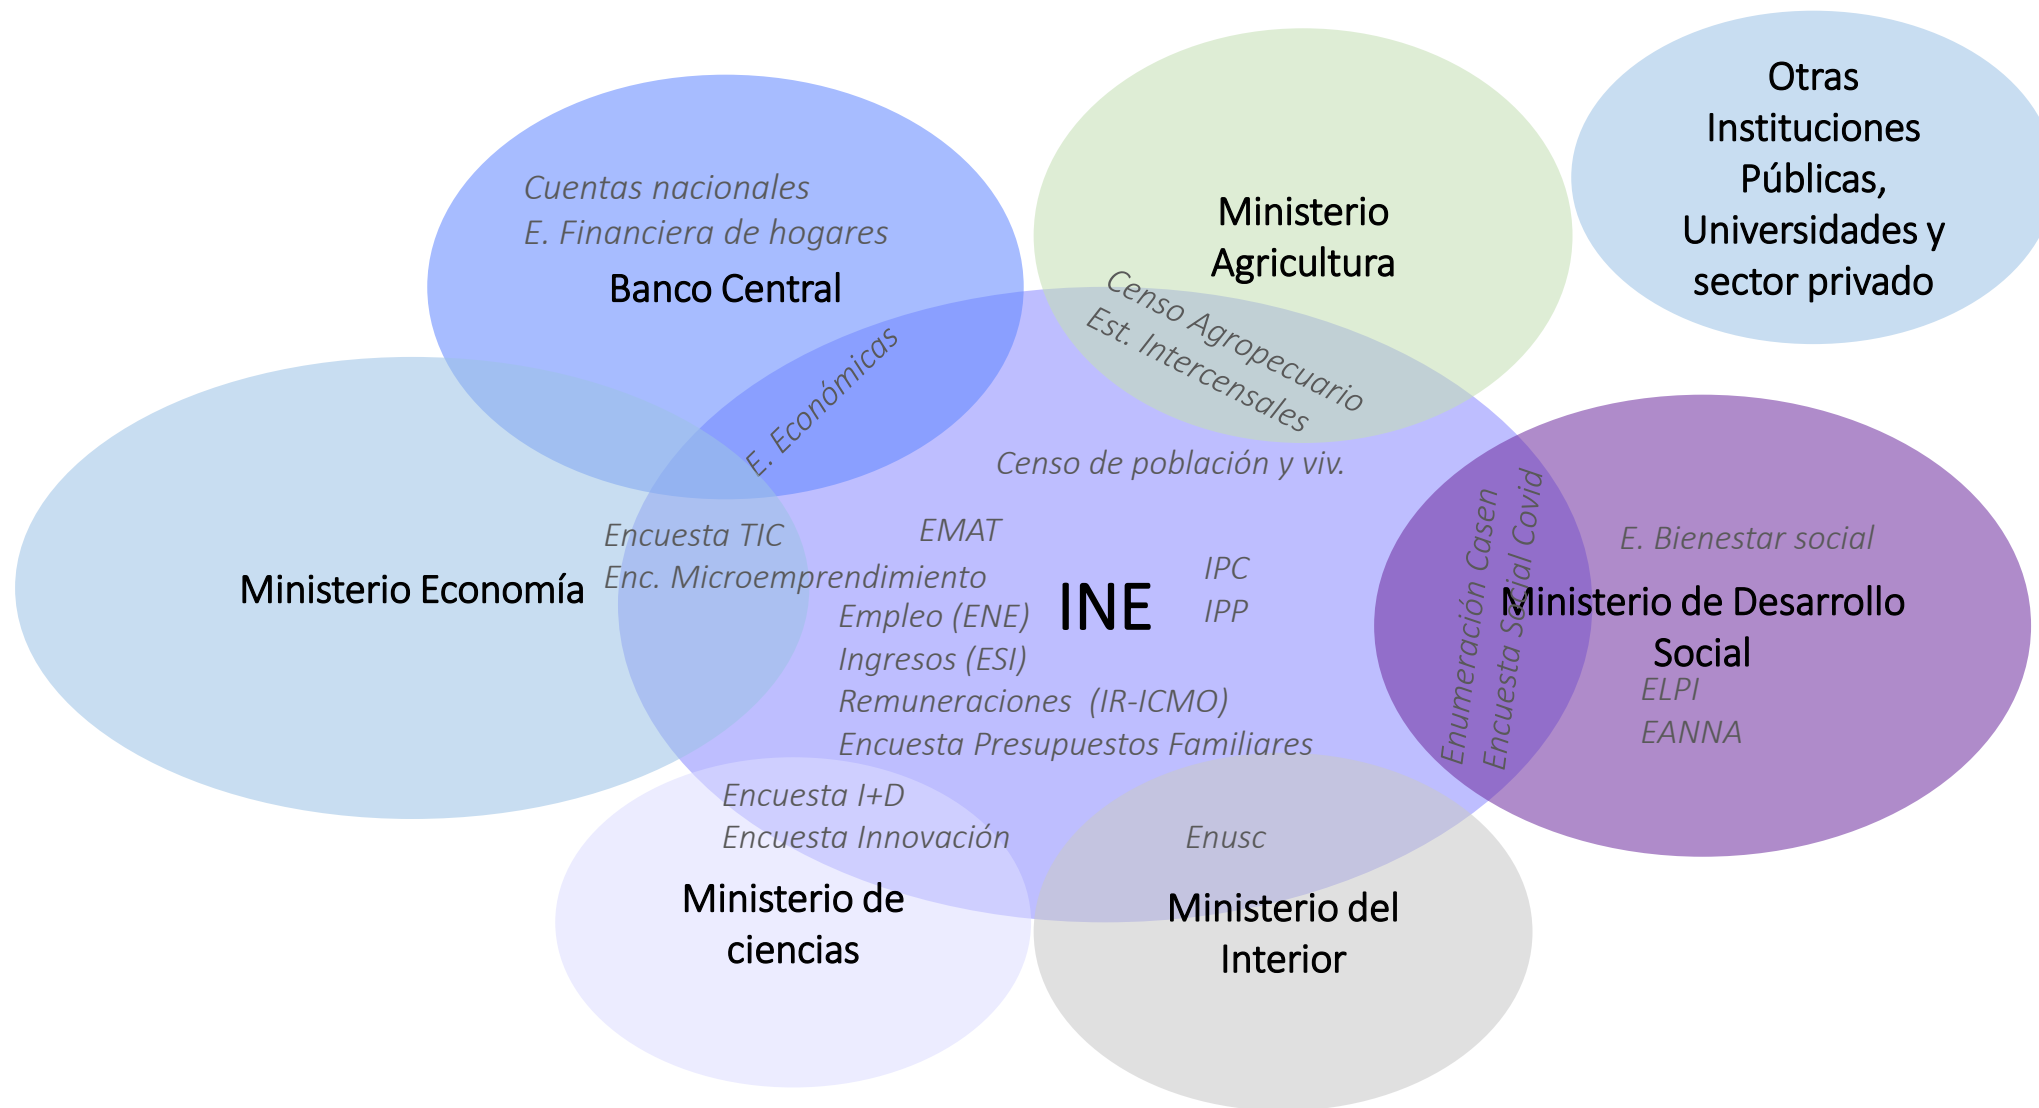 Otras
Instituciones
Públicas,
Universidades y
sector privado
Cuentas nacionales
E. Financiera de hogares
Banco Central
Ministerio
Agricultura
Censo Agropecuario
Est. Intercensales
E. Económicas
Censo de población y viv.
Encuesta TIC
Enc. Microemprendimiento
Ministerio Economía
EMAT
INE
IPC
IPP
Empleo (ENE)
Ingresos (ESI)
Remuneraciones (IR-ICMO)
Encuesta Presupuestos Familiares
Enumeración Casen
Encuesta Social Covid
E. Bienestar social
Ministerio de Desarrollo
Social
ELPI
EANNA
Encuesta I+D
Encuesta Innovación
Ministerio de
ciencias
Enusc
Ministerio del
Interior